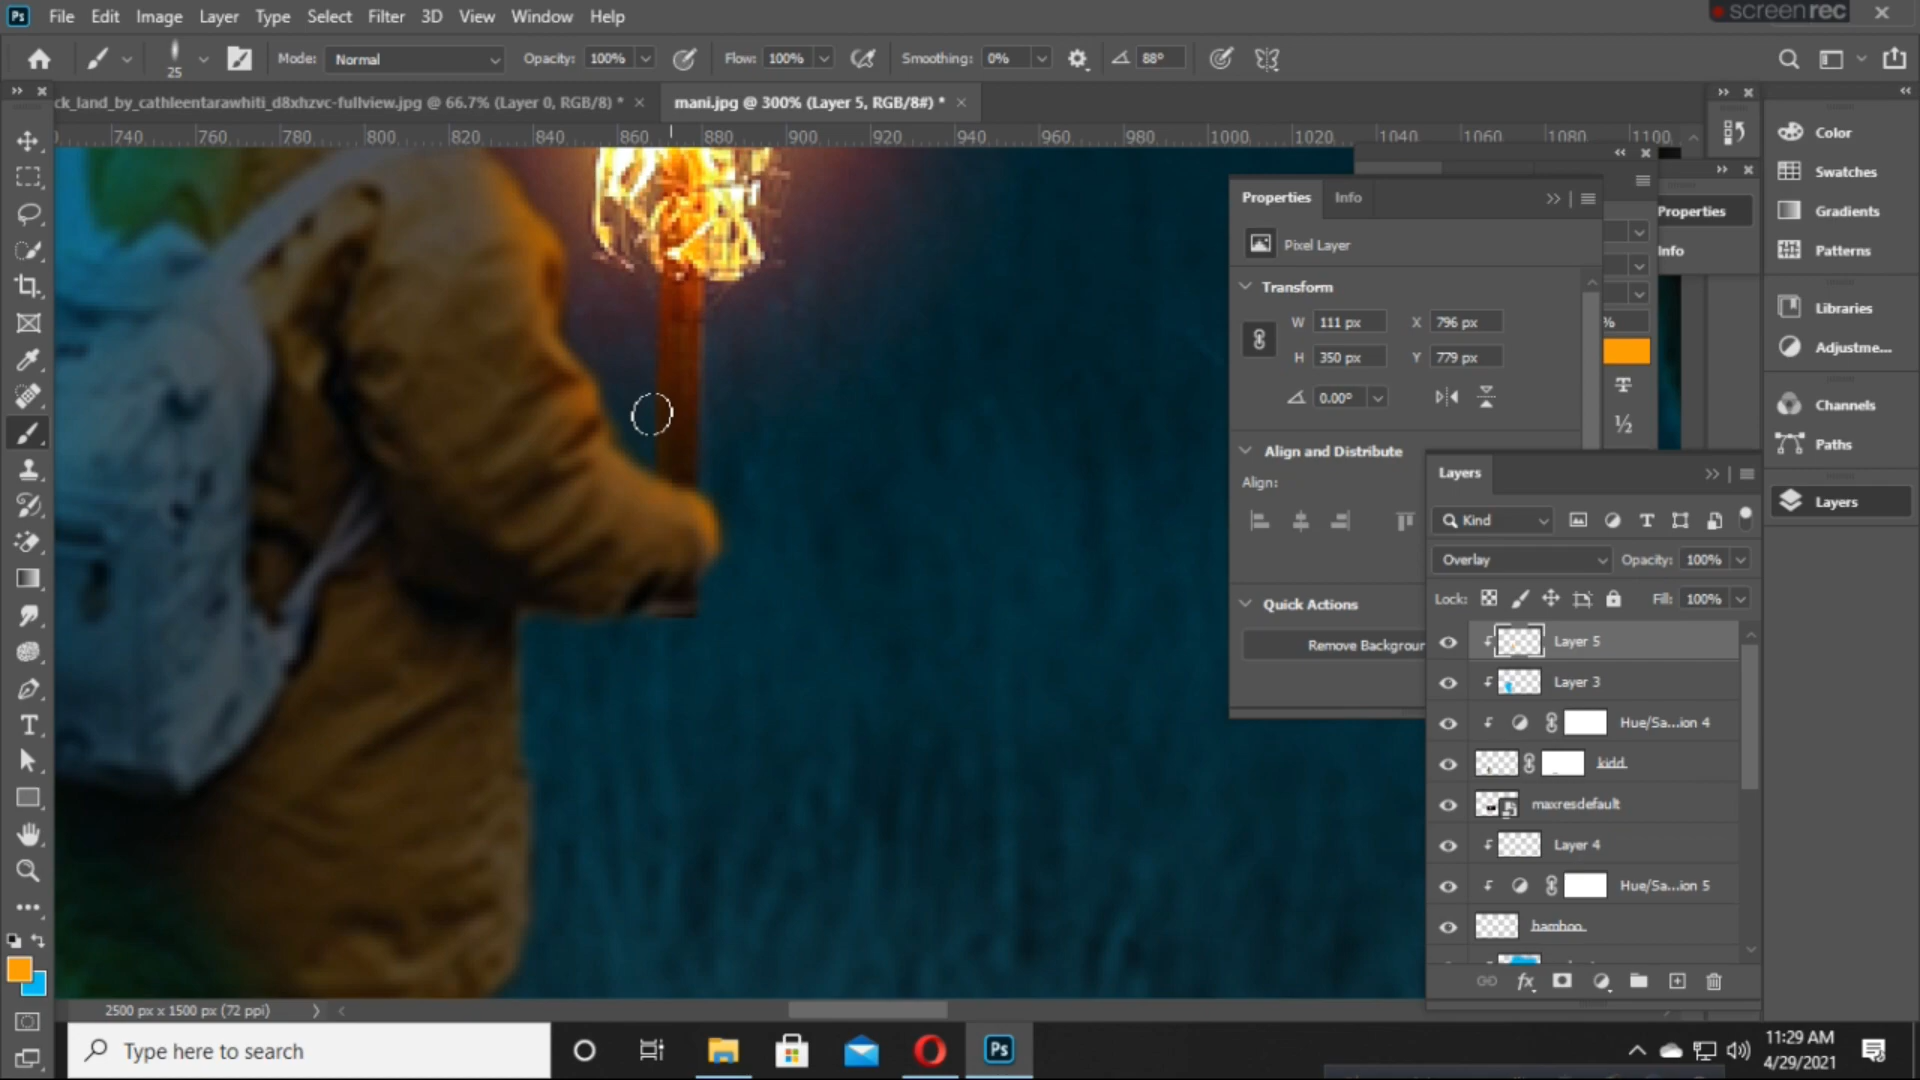 Ps File Edit Image Layer Type Select Filter 3D View Window Help
screenrec
25 Mode: Normal Opacity: 100% Flow: 100% Smoothing: 0% 88°
ck_land_by_cathleentarawhiti_d8xhzvc-fullview.jpg @ 66.7% (Layer 0, RGB/8) * mani.jpg @ 300% (Layer 5, RGB/8#) *
740 760 780 800 820 840 860 880 900 920 940 960 980 1000 1020 1040 1060 1080 1100
Color
Swatches
Gradients
Patterns
Libraries
Adjustme...
Channels
Paths
Layers
Properties
Info
%
½
Properties Info
Pixel Layer
Transform
W 111 px X 796 px
H 350 px Y 779 px
0.00°
Align and Distribute
Align:
Quick Actions
Remove Backgroun
Layers
Kind
Overlay Opacity: 100%
Lock: Fill: 100%
Layer 5
Layer 3
Hue/Sa...ion 4
kidd
maxresdefault
Layer 4
Hue/Sa...ion 5
bamboo
2500 px x 1500 px (72 ppi)
Type here to search
Ps
11:29 AM
4/29/2021